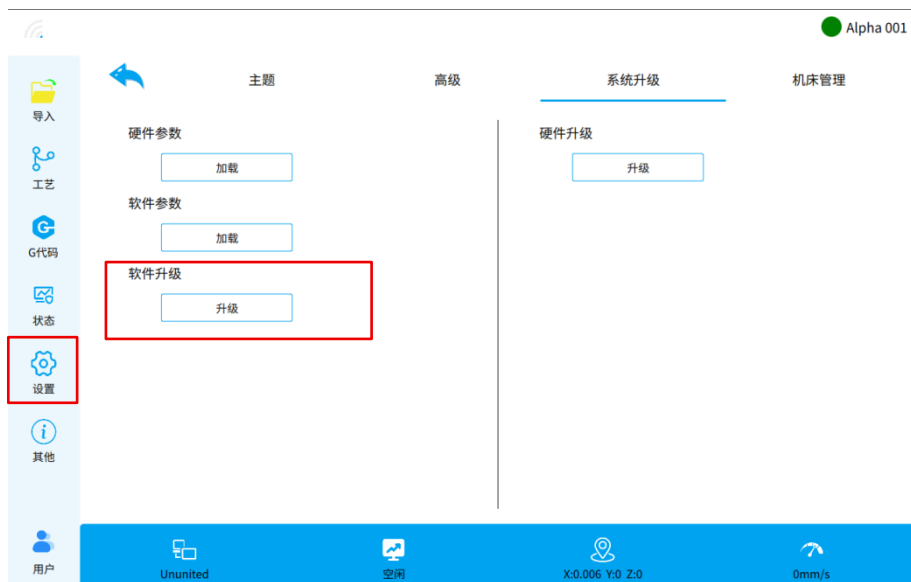 Alpha 001
主题
高级
系统升级
机床管理
导入
工艺
G代码
状态
设置
其他
用户
硬件参数
加载
软件参数
加载
软件升级
升级
硬件升级
升级
Ununited
空闲
X:0.006 Y:0 Z:0
0mm/s